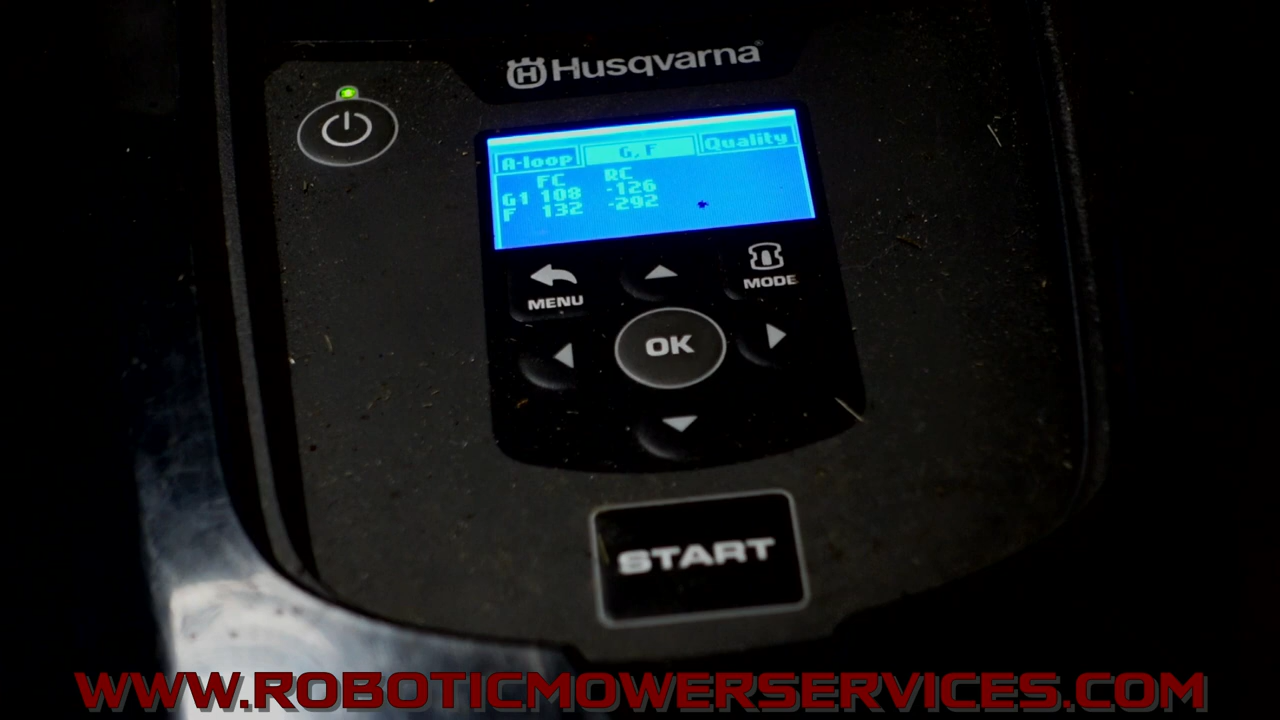 Husqvarna
A-loop G,F Quality
FC RC
G1 108 -126
F 132 -292
MENU
MODE
OK
START
WWW.ROBOTICMOWERSERVICES.COM